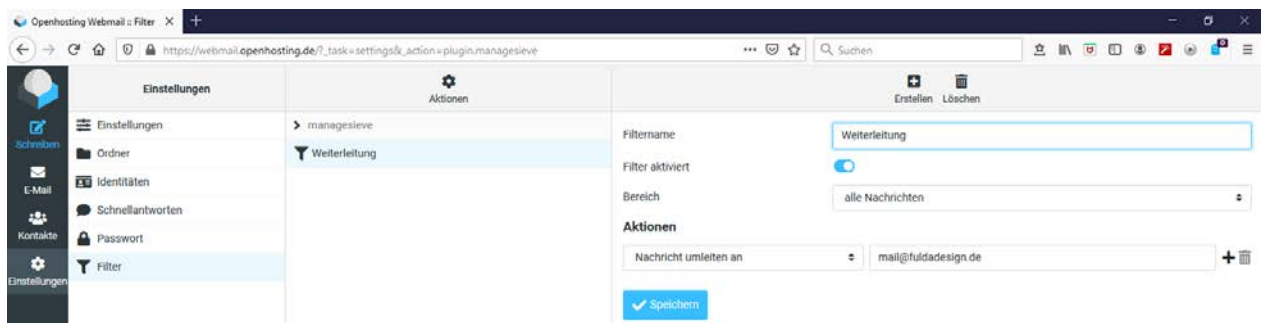 Openhosting Webmail :: Filter
https://webmail.openhosting.de/?_task=settings&_action=plugin.managesieve
Suchen
Einstellungen
Aktionen
Erstellen Löschen
Schreiben
E-Mail
Kontakte
Einstellungen
Einstellungen
Ordner
Identitäten
Schnellantworten
Passwort
Filter
managesieve
Weiterleitung
Filtername Weiterleitung
Filter aktiviert
Bereich alle Nachrichten
Aktionen
Nachricht umleiten an mail@fuldadesign.de
Speichern